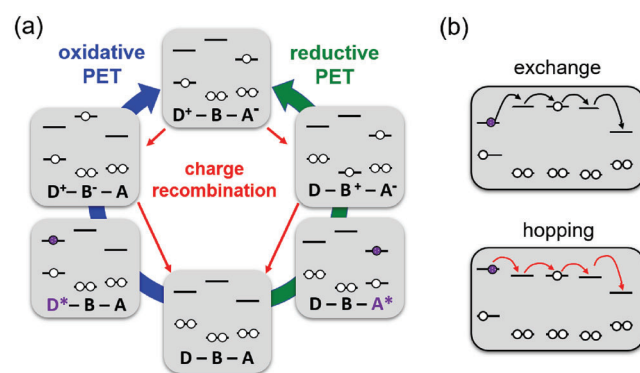 (a)
oxidative
PET
reductive
PET
D⁺– B – A⁻
D⁺– B⁻– A
charge
recombination
D – B⁺– A⁻
D*– B – A
D – B – A
D – B – A*
(b)
exchange
hopping